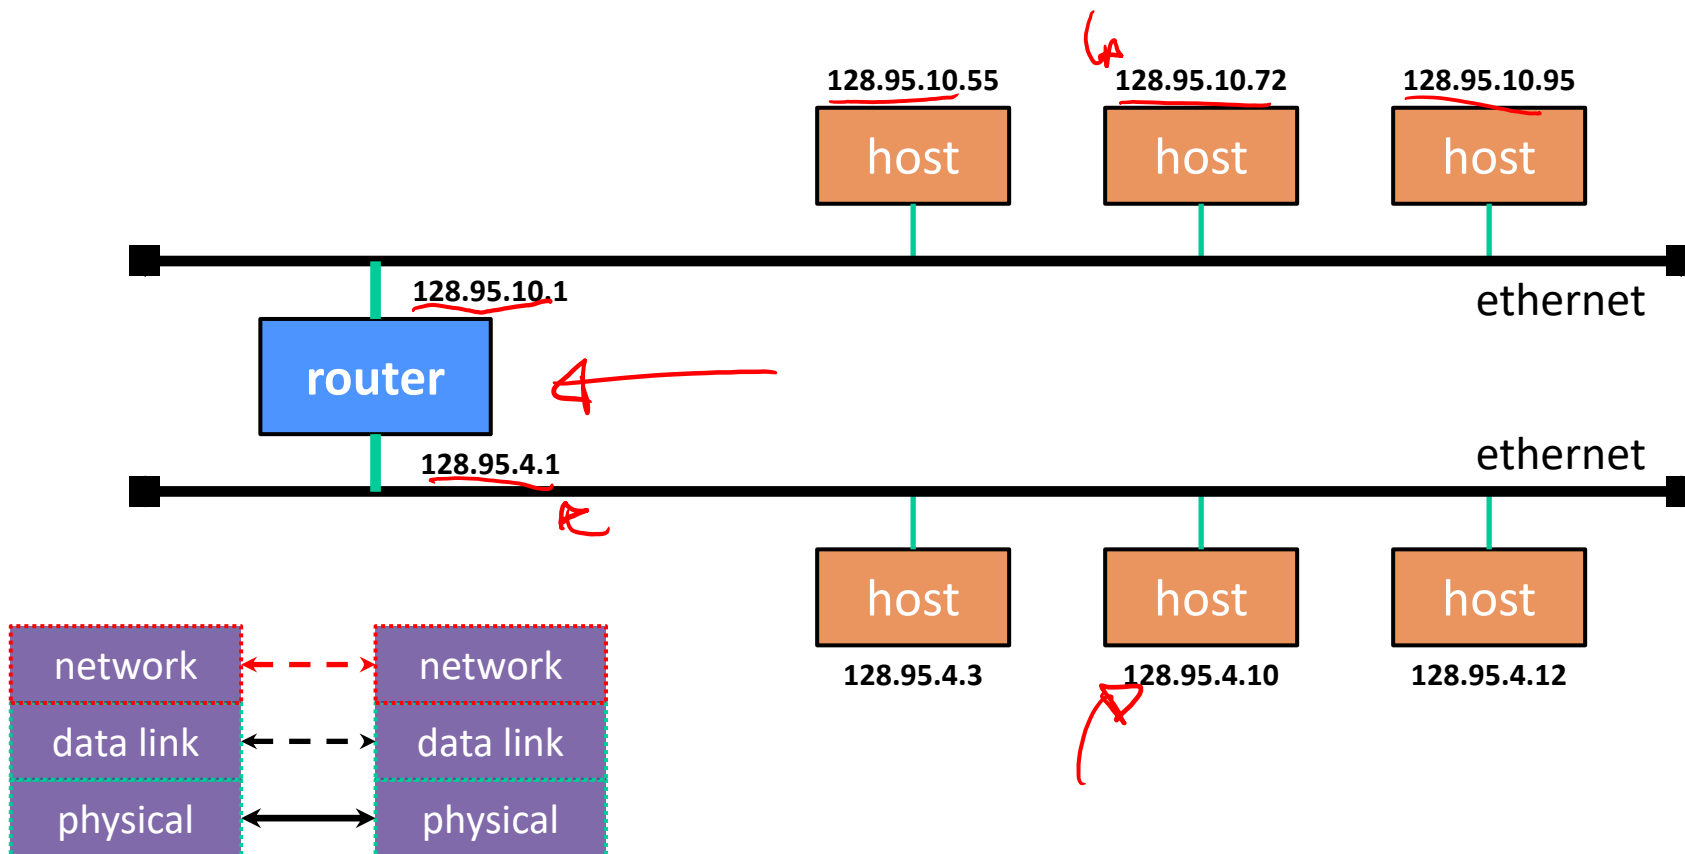 128.95.10.55 128.95.10.72 128.95.10.95
host host host
ethernet
128.95.10.1
router
ethernet
128.95.4.1
host host host
128.95.4.3 128.95.4.10 128.95.4.12
network network
data link data link
physical physical